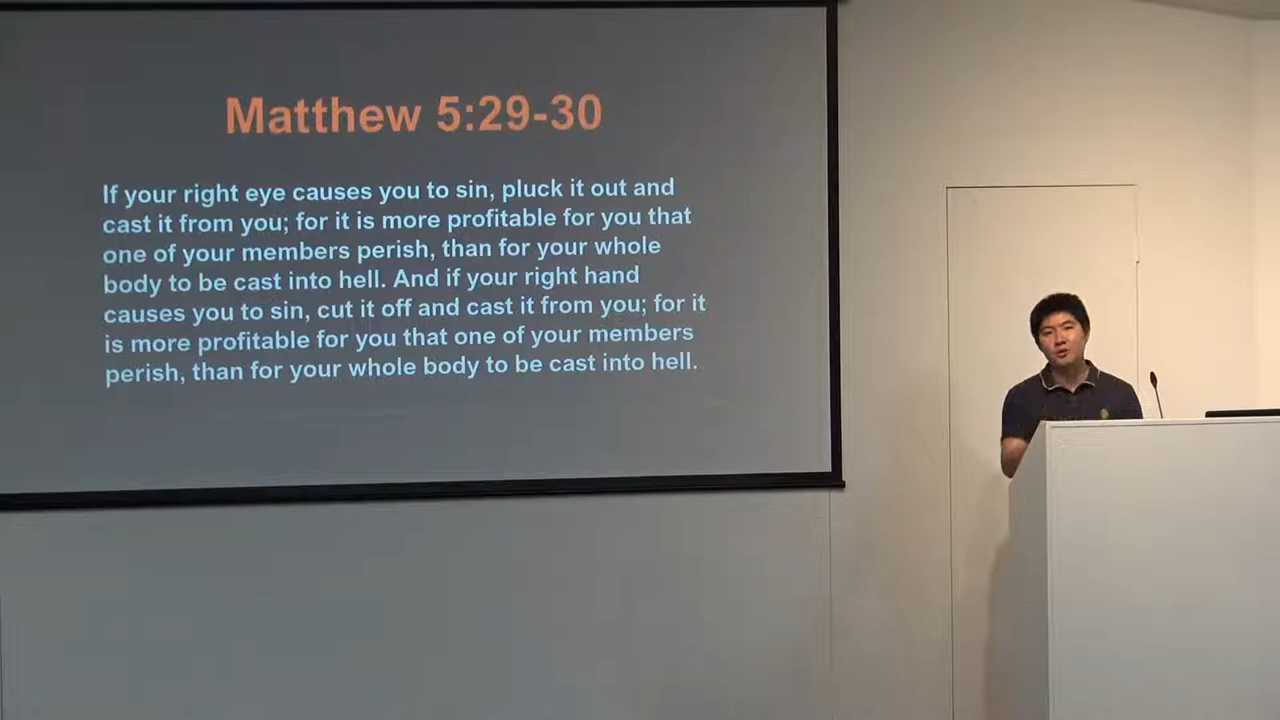 Matthew 5:29-30
If your right eye causes you to sin, pluck it out and
cast it from you; for it is more profitable for you that
one of your members perish, than for your whole
body to be cast into hell. And if your right hand
causes you to sin, cut it off and cast it from you; for it
is more profitable for you that one of your members
perish, than for your whole body to be cast into hell.